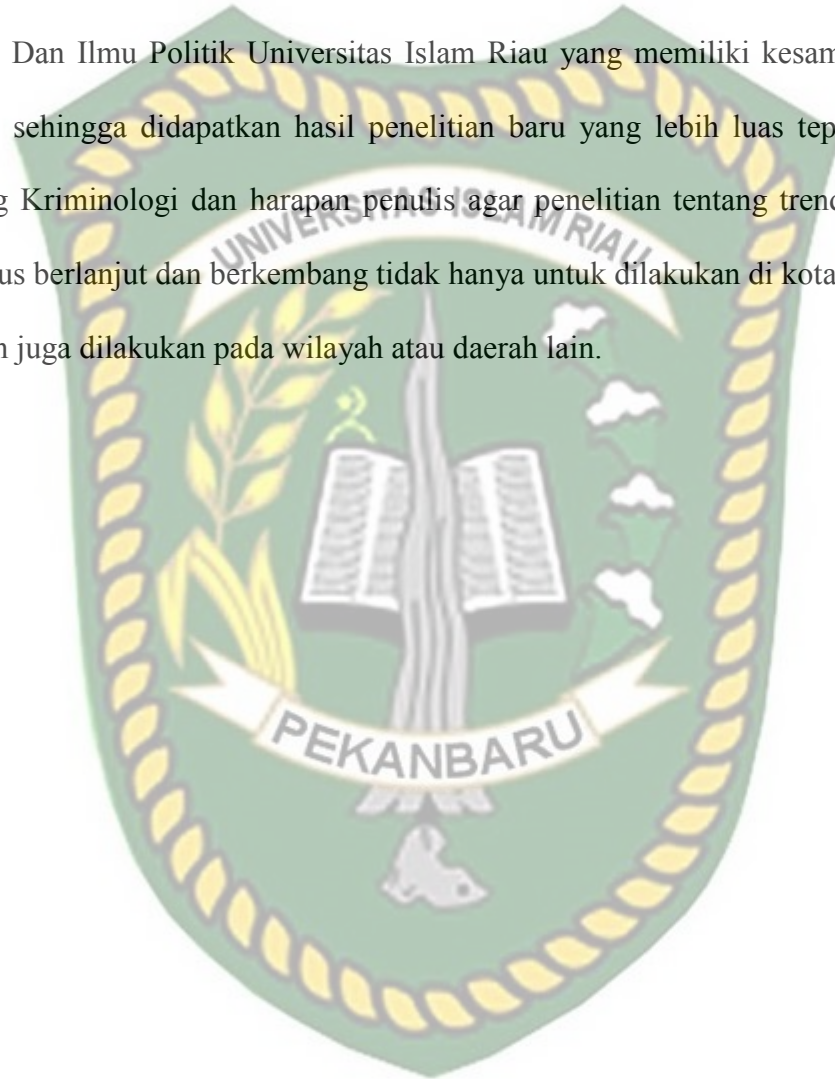 Dan Ilmu Politik Universitas Islam Riau yang memiliki kesam
sehingga didapatkan hasil penelitian baru yang lebih luas tep
g Kriminologi dan harapan penulis agar penelitian tentang trend
us berlanjut dan berkembang tidak hanya untuk dilakukan di kota
n juga dilakukan pada wilayah atau daerah lain.
UNIVERSITAS ISLAM RIAU
PEKANBARU